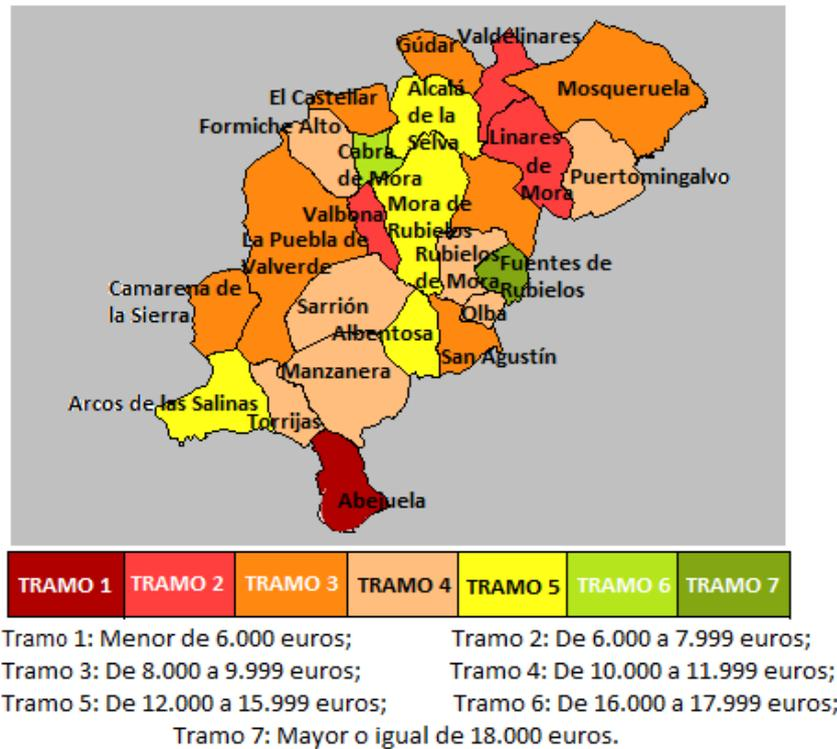 Gúdar
Valdelinares
Mosqueruela
El Castellar
Alcalá
de la
Selva
Formiche Alto
Cabra
de Mora
Linares
de
Mora
Puertomingalvo
Valbona
Mora de
Rubielos
La Puebla de
Valverde
Rubielos
de Mora
Fuentes de
Rubielos
Camarena de
la Sierra
Sarrión
Olba
Albentosa
San Agustín
Manzanera
Arcos de las Salinas
Torrijas
Abejuela
TRAMO 1 TRAMO 2 TRAMO 3 TRAMO 4 TRAMO 5 TRAMO 6 TRAMO 7
Tramo 1: Menor de 6.000 euros; Tramo 2: De 6.000 a 7.999 euros;
Tramo 3: De 8.000 a 9.999 euros; Tramo 4: De 10.000 a 11.999 euros;
Tramo 5: De 12.000 a 15.999 euros; Tramo 6: De 16.000 a 17.999 euros;
Tramo 7: Mayor o igual de 18.000 euros.